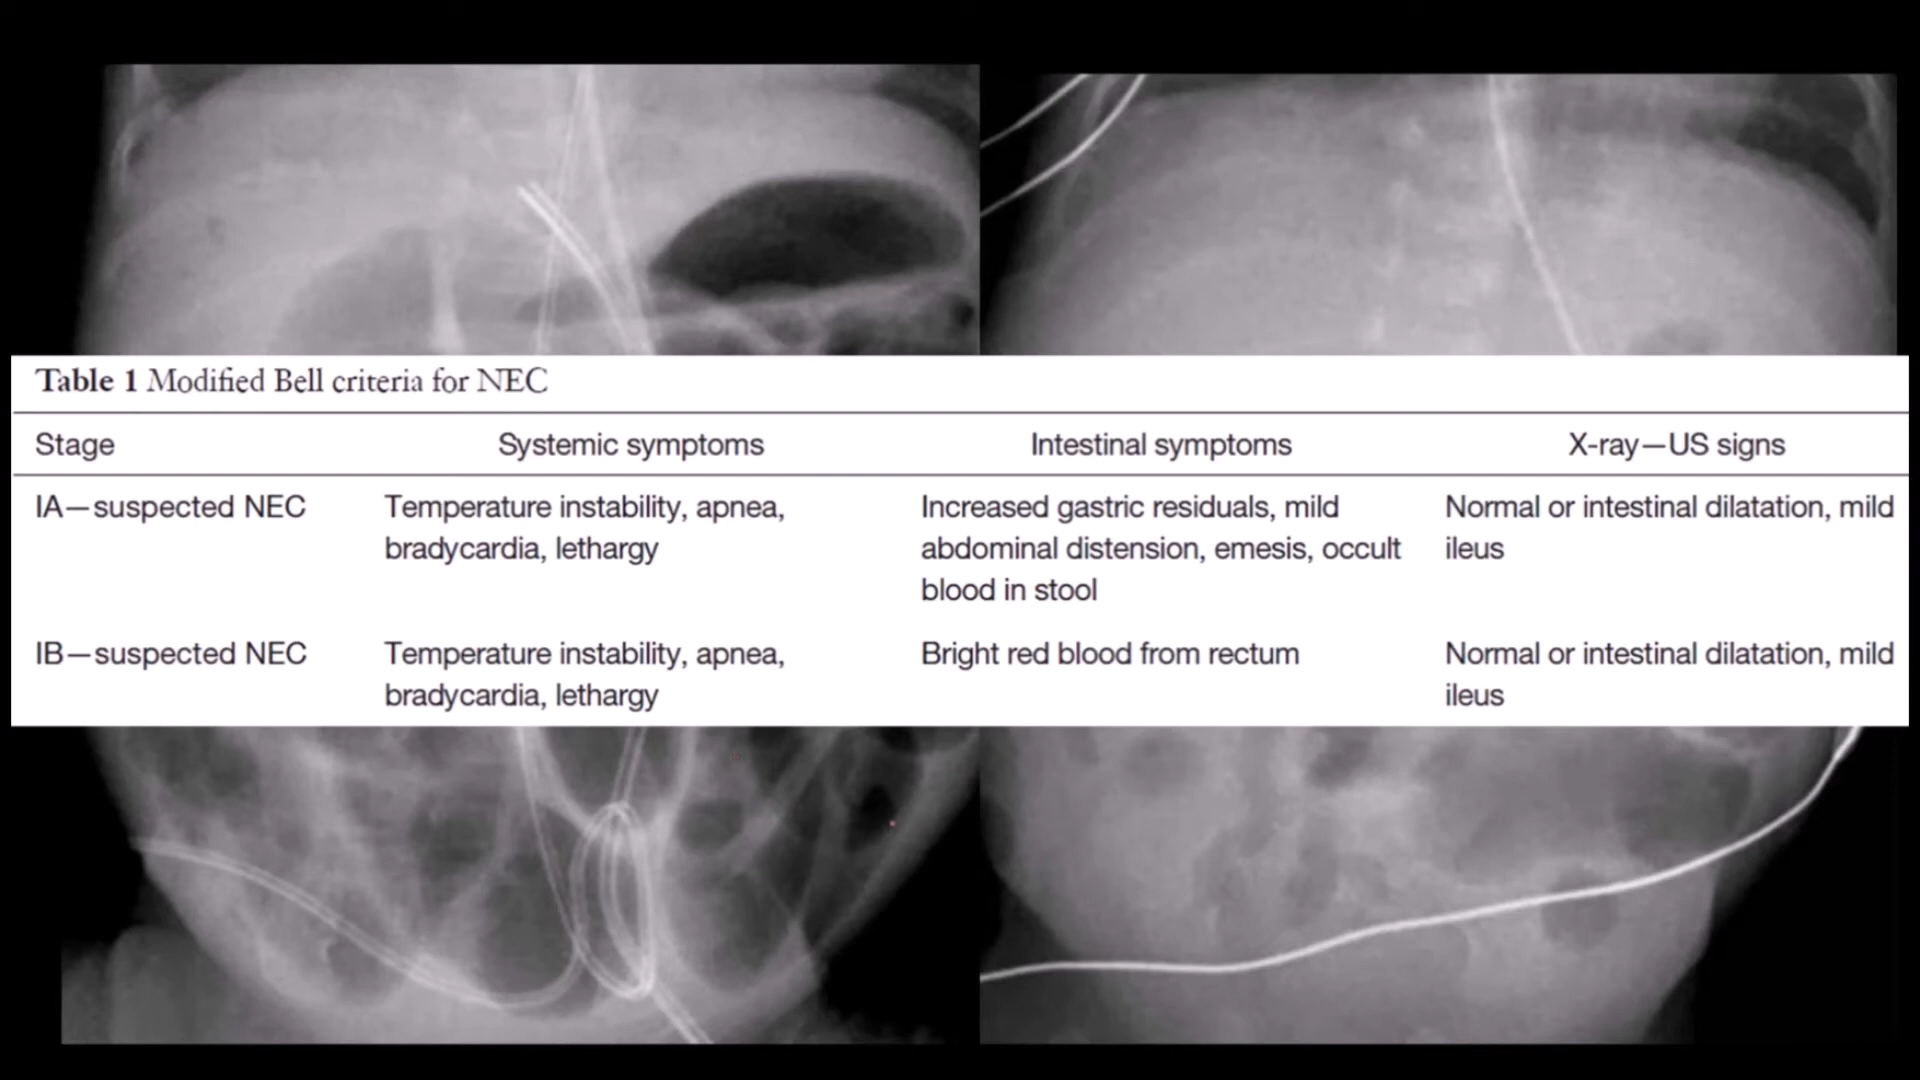 Table 1 Modified Bell criteria for NEC
Stage Systemic symptoms Intestinal symptoms X-ray—US signs
IA—suspected NEC Temperature instability, apnea, Increased gastric residuals, mild Normal or intestinal dilatation, mild
bradycardia, lethargy abdominal distension, emesis, occult ileus
blood in stool
IB—suspected NEC Temperature instability, apnea, Bright red blood from rectum Normal or intestinal dilatation, mild
bradycardia, lethargy ileus